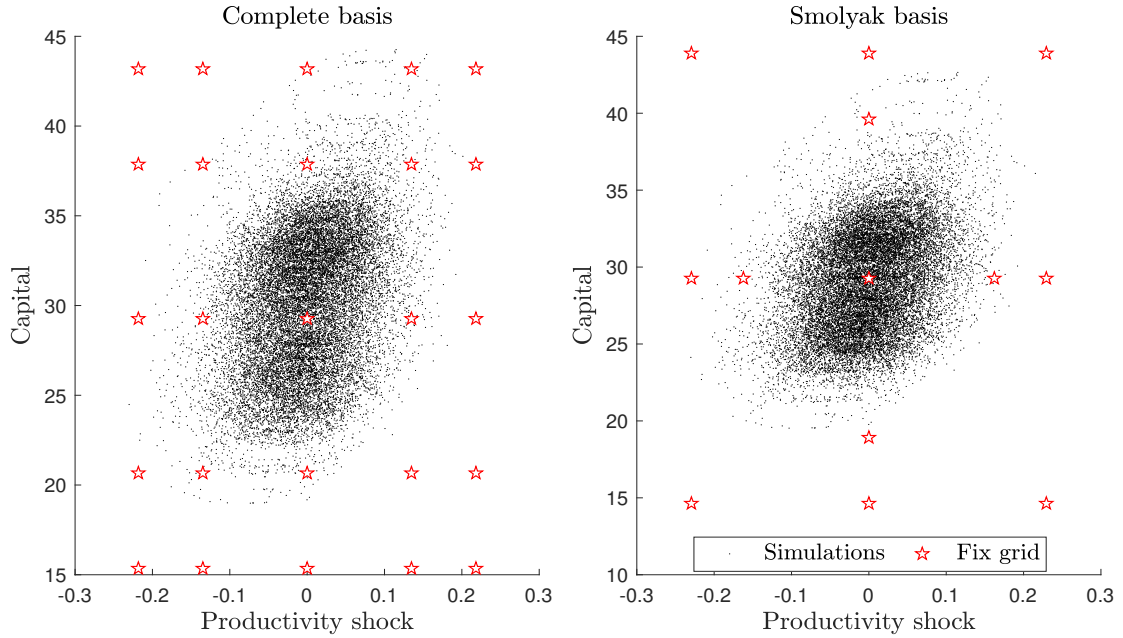 Complete basis
45
40
35
30
25
20
15
-0.3 -0.2 -0.1 0 0.1 0.2 0.3
Capital
Productivity shock
Smolyak basis
45
40
35
30
25
20
15
10
-0.3 -0.2 -0.1 0 0.1 0.2 0.3
Capital
Productivity shock
Simulations Fix grid